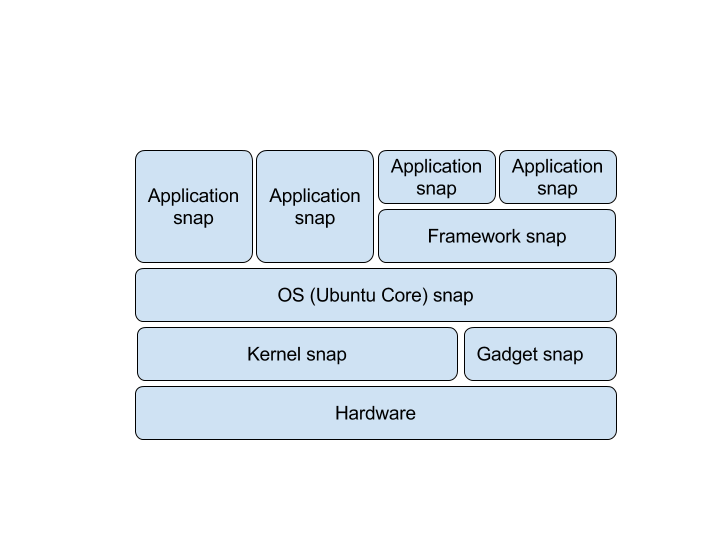 Application
snap
Application
snap
Application
snap
Application
snap
Framework snap
OS (Ubuntu Core) snap
Kernel snap
Gadget snap
Hardware